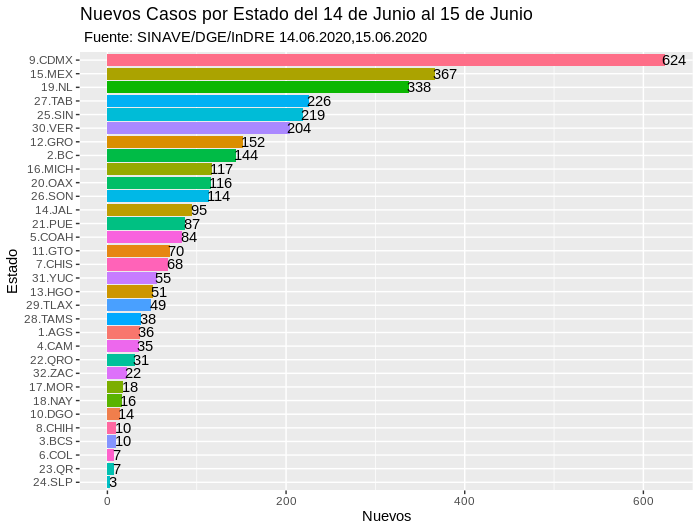 Nuevos Casos por Estado del 14 de Junio al 15 de Junio
Fuente: SINAVE/DGE/InDRE 14.06.2020,15.06.2020
Estado
9.CDMX 624
15.MEX 367
19.NL 338
27.TAB 226
25.SIN 219
30.VER 204
12.GRO 152
2.BC 144
16.MICH 117
20.OAX 116
26.SON 114
14.JAL 95
21.PUE 87
5.COAH 84
11.GTO 70
7.CHIS 68
31.YUC 55
13.HGO 51
29.TLAX 49
28.TAMS 38
1.AGS 36
4.CAM 35
22.QRO 31
32.ZAC 22
17.MOR 18
18.NAY 16
10.DGO 14
8.CHIH 10
3.BCS 10
6.COL 7
23.QR 7
24.SLP 3
0 200 400 600
Nuevos